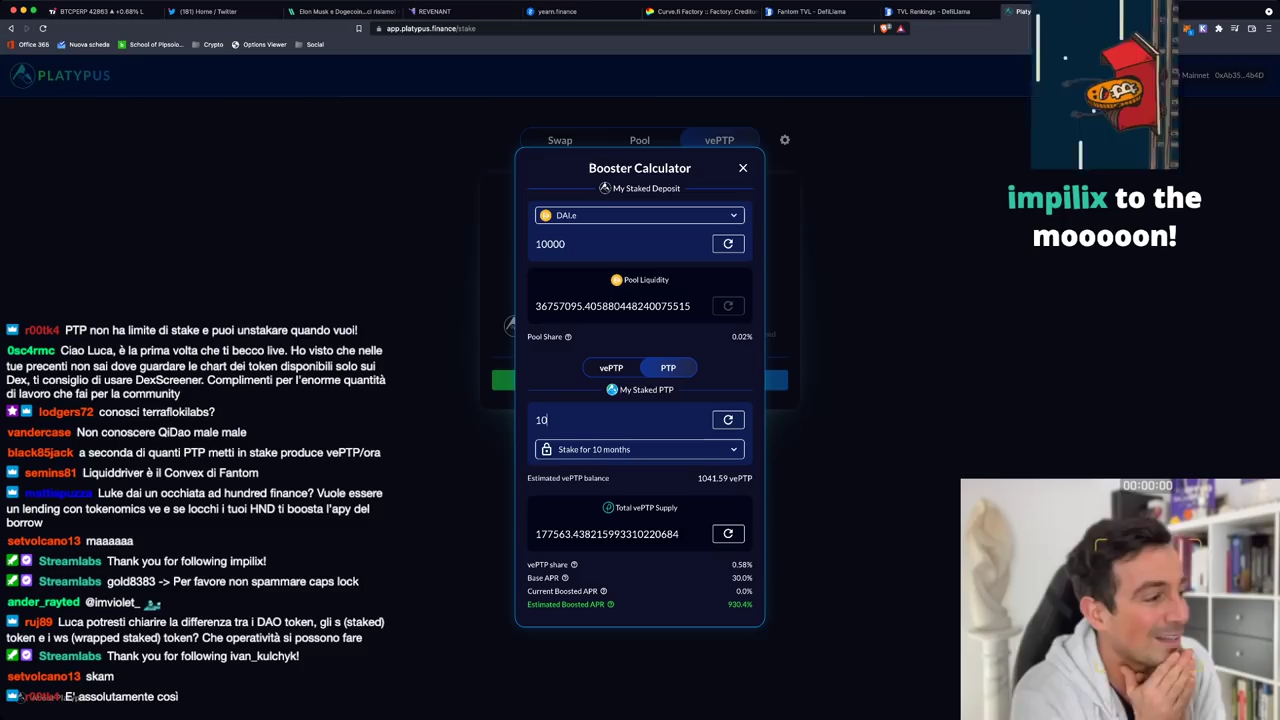 BTCPERP 42863 ▲ +0.68% L
(181) Home / Twitter
Elon Musk e Dogecoin...ci risiamo!
REVENANT
yearn.finance
Curve.fi Factory :: Factory: Creditu
Fantom TVL - DefiLlama
TVL Rankings - DefiLlama
Platy
app.platypus.finance/stake
Office 365
Nuova scheda
School of Pipsolo...
Crypto
Options Viewer
Social
PLATYPUS
Mainnet 0xAb35...4b4D
Swap
Pool
vePTP
Booster Calculator
My Staked Deposit
DAI.e
10000
Pool Liquidity
36757095.405880448240075515
Pool Share
0.02%
vePTP
PTP
My Staked PTP
10
Stake for 10 months
Estimated vePTP balance
1041.59 vePTP
Total vePTP Supply
177563.438215993310220684
vePTP share
0.58%
Base APR
30.0%
Current Boosted APR
0.0%
Estimated Boosted APR
930.4%
impilix to the
mooooon!
r00tk4 PTP non ha limite di stake e puoi unstakare quando vuoi!
0sc4rmc Ciao Luca, è la prima volta che ti becco live. Ho visto che nelle
tue precenti non sai dove guardare le chart dei token disponibili solo sui
Dex, ti consiglio di usare DexScreener. Complimenti per l'enorme quantità
di lavoro che fai per la community
lodgers72 conosci terraflokilabs?
vandercase Non conoscere QiDao male male
black85jack a seconda di quanti PTP metti in stake produce vePTP/ora
semins81 Liquiddriver è il Convex di Fantom
mattispuzza Luke dai un occhiata ad hundred finance? Vuole essere
un lending con tokenomics ve e se locchi i tuoi HND ti boosta l'apy del
borrow
setvolcano13 maaaaaa
Streamlabs Thank you for following impilix!
Streamlabs gold8383 -> Per favore non spammare caps lock
ander_rayted @imviolet_
ruj89 Luca potresti chiarire la differenza tra i DAO token, gli s (staked)
token e i ws (wrapped staked) token? Che operatività si possono fare
Streamlabs Thank you for following ivan_kulchyk!
setvolcano13 skam
r00tk4 E' assolutamente così
00:00:00